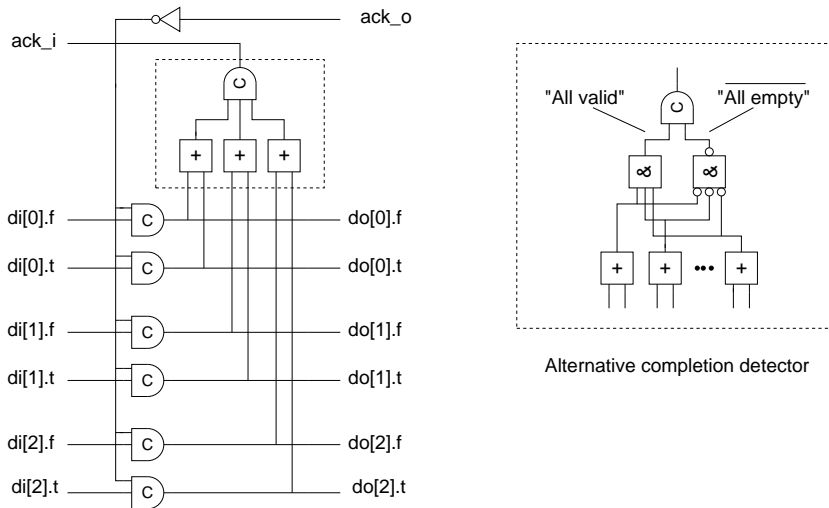 ack_o
ack_i
C
+ + +
di[0].f C do[0].f
di[0].t C do[0].t
di[1].f C do[1].f
di[1].t C do[1].t
di[2].f C do[2].f
di[2].t C do[2].t
"All valid" "All empty"
C
& &
+ + ••• +
Alternative completion detector